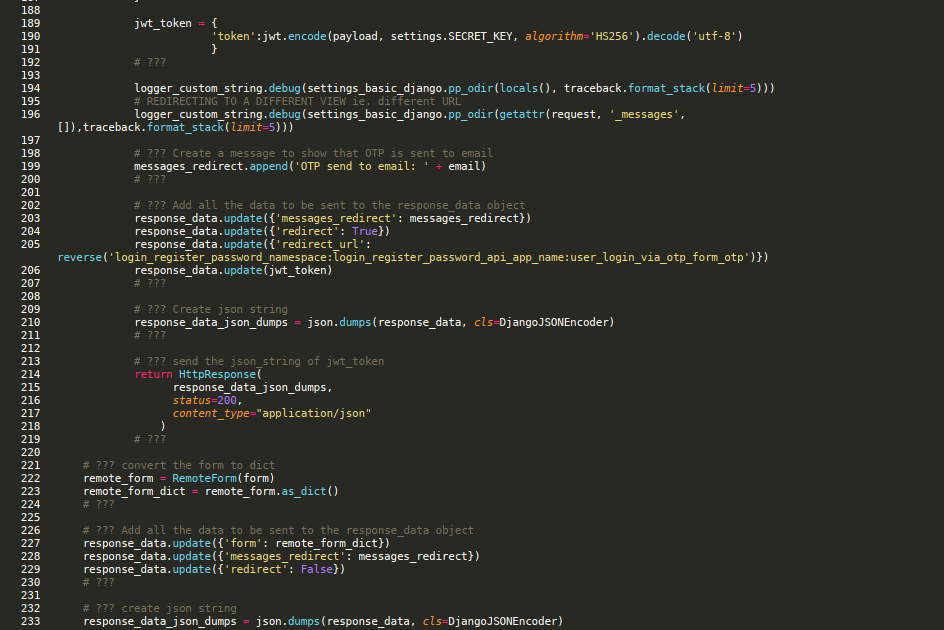 188
189 jwt_token = {
190 'token':jwt.encode(payload, settings.SECRET_KEY, algorithm='HS256').decode('utf-8')
191 }
192 # ???
193
194 logger_custom_string.debug(settings_basic_django.pp_odir(locals(), traceback.format_stack(limit=5)))
195 # REDIRECTING TO A DIFFERENT VIEW ie. different URL
196 logger_custom_string.debug(settings_basic_django.pp_odir(getattr(request, '_messages',
[]),traceback.format_stack(limit=5)))
197
198 # ??? Create a message to show that OTP is sent to email
199 messages_redirect.append('OTP send to email: ' + email)
200 # ???
201
202 # ??? Add all the data to be sent to the response_data object
203 response_data.update({'messages_redirect': messages_redirect})
204 response_data.update({'redirect': True})
205 response_data.update({'redirect_url':
reverse('login_register_password_namespace:login_register_password_api_app_name:user_login_via_otp_form_otp')})
206 response_data.update(jwt_token)
207 # ???
208
209 # ??? Create json string
210 response_data_json_dumps = json.dumps(response_data, cls=DjangoJSONEncoder)
211 # ???
212
213 # ??? send the json_string of jwt_token
214 return HttpResponse(
215 response_data_json_dumps,
216 status=200,
217 content_type="application/json"
218 )
219 # ???
220
221 # ??? convert the form to dict
222 remote_form = RemoteForm(form)
223 remote_form_dict = remote_form.as_dict()
224 # ???
225
226 # ??? Add all the data to be sent to the response_data object
227 response_data.update({'form': remote_form_dict})
228 response_data.update({'messages_redirect': messages_redirect})
229 response_data.update({'redirect': False})
230 # ???
231
232 # ??? create json string
233 response_data_json_dumps = json.dumps(response_data, cls=DjangoJSONEncoder)